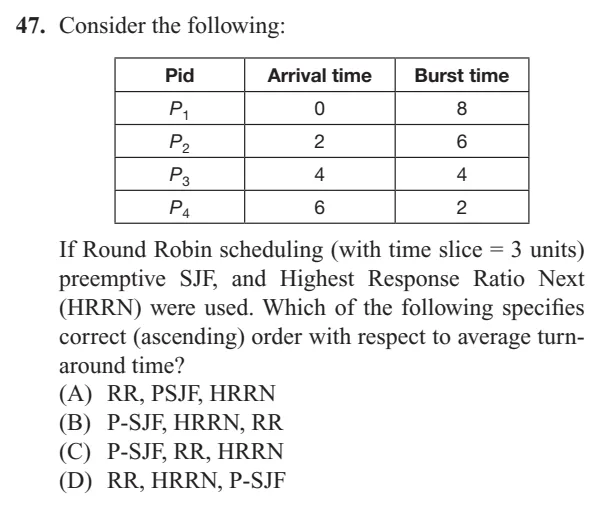 47. Consider the following:
Pid Arrival time Burst time
P1 0 8
P2 2 6
P3 4 4
P4 6 2
If Round Robin scheduling (with time slice = 3 units)
preemptive SJF, and Highest Response Ratio Next
(HRRN) were used. Which of the following specifies
correct (ascending) order with respect to average turn-
around time?
(A) RR, PSJF, HRRN
(B) P-SJF, HRRN, RR
(C) P-SJF, RR, HRRN
(D) RR, HRRN, P-SJF